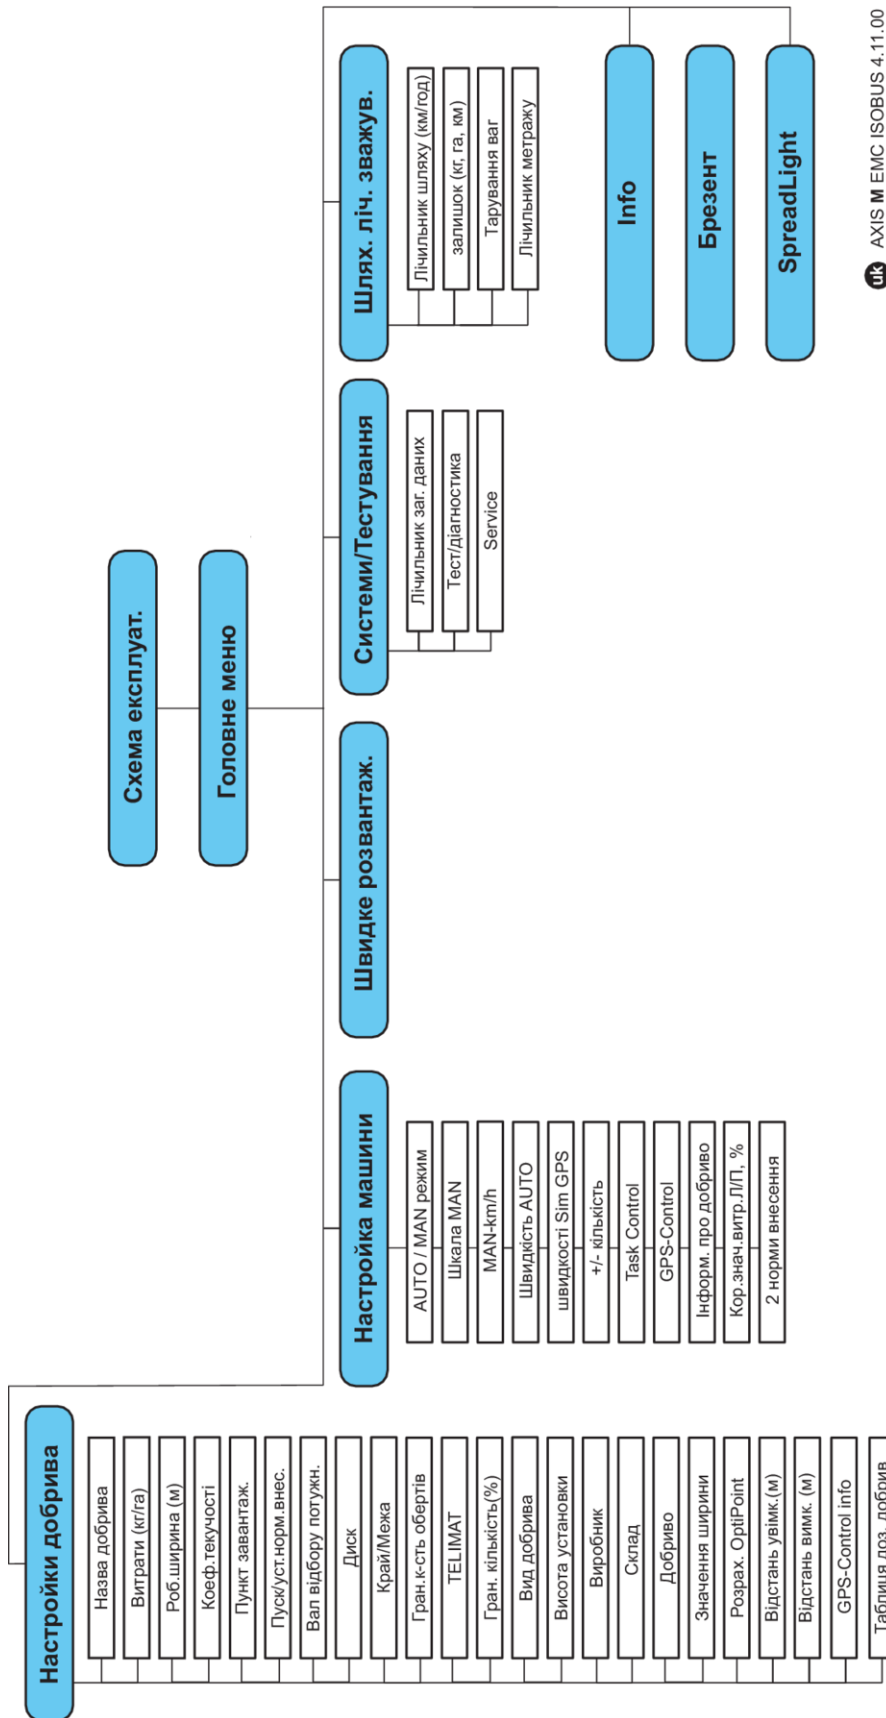 Схема експлуат.
Головне меню
Настройки добрива
Назва добрива
Витрати (кг/га)
Роб.ширина (м)
Коеф.текучості
Пункт завантаж.
Пуск/уст.норм.внес.
Вал відбору потужн.
Диск
Край/Межа
Гран.к-сть обертів
TELIMAT
Гран. кількість(%)
Вид добрива
Висота установки
Виробник
Склад
Добриво
Значення ширини
Розрах. OptiPoint
Відстань увімк.(м)
Відстань вимк. (м)
GPS-Control info
Таблиця доз. добрив
Настройка машини
AUTO / MAN режим
Шкала MAN
MAN-km/h
Швидкість AUTO
швидкості Sim GPS
+/- кількість
Task Control
GPS-Control
Інформ. про добриво
Кор.знач.витр.Л/П, %
2 норми внесення
Швидке розвантаж.
Системи/Тестування
Лічильник заг. даних
Тест/діагностика
Service
Шлях. ліч. зважув.
Лічильник шляху (км/год)
залишок (кг, га, км)
Тарування ваг
Лічильник метражу
Info
Брезент
SpreadLight
uk AXIS M EMC ISOBUS 4.11.00